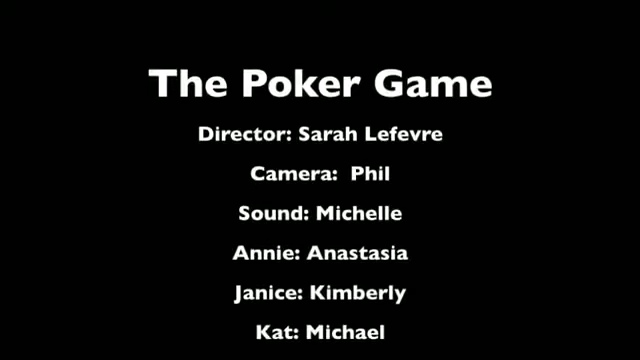 The Poker Game
Director: Sarah Lefevre
Camera:  Phil
Sound: Michelle
Annie: Anastasia
Janice: Kimberly
Kat: Michael